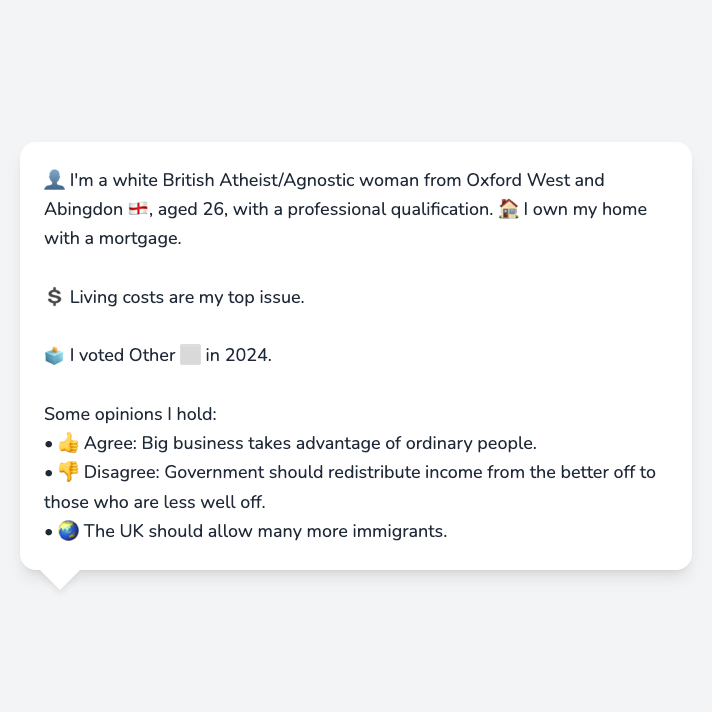 👤 I'm a white British Atheist/Agnostic woman from Oxford West and
Abingdon 🏴󠁧󠁢󠁥󠁮󠁧󠁿, aged 26, with a professional qualification. 🏠 I own my home
with a mortgage.
💲 Living costs are my top issue.
🗳️ I voted Other ⬜ in 2024.
Some opinions I hold:
• 👍 Agree: Big business takes advantage of ordinary people.
• 👎 Disagree: Government should redistribute income from the better off to
those who are less well off.
• 🌏 The UK should allow many more immigrants.